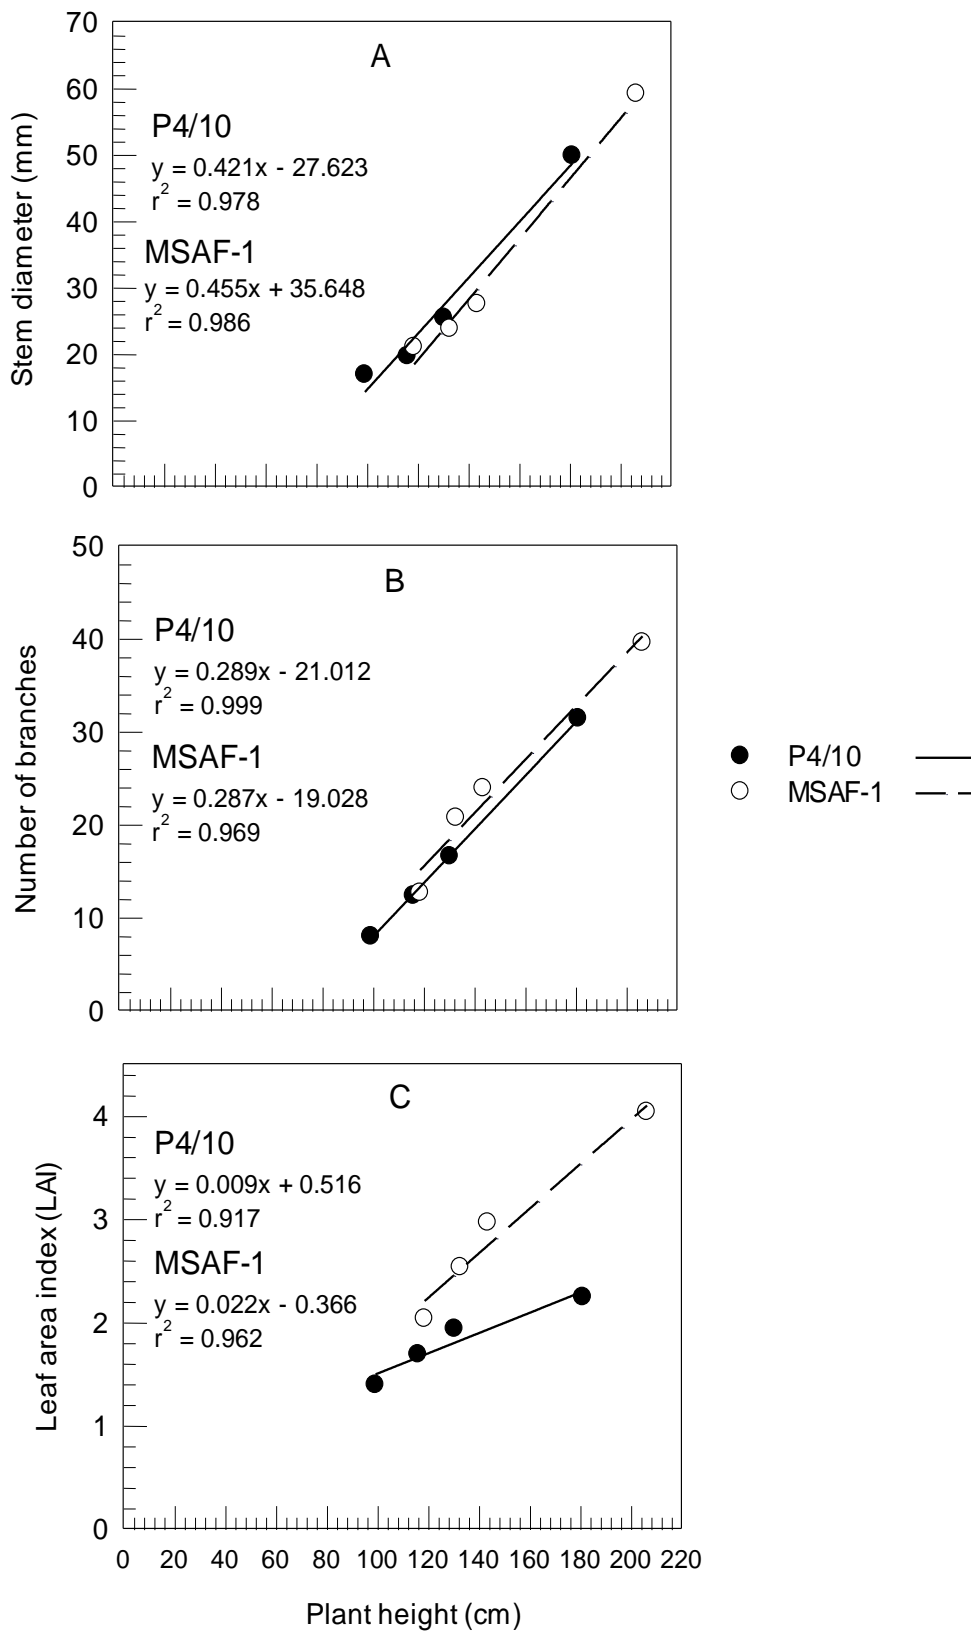 A
70
60
50
40
30
20
10
0
Stem diameter (mm)
P4/10
y = 0.421x - 27.623
r² = 0.978
MSAF-1
y = 0.455x + 35.648
r² = 0.986
B
50
40
30
20
10
0
Number of branches
P4/10
y = 0.289x - 21.012
r² = 0.999
MSAF-1
y = 0.287x - 19.028
r² = 0.969
P4/10
MSAF-1
C
4
3
2
1
0
Leaf area index (LAI)
P4/10
y = 0.009x + 0.516
r² = 0.917
MSAF-1
y = 0.022x - 0.366
r² = 0.962
0 20 40 60 80 100 120 140 160 180 200 220
Plant height (cm)